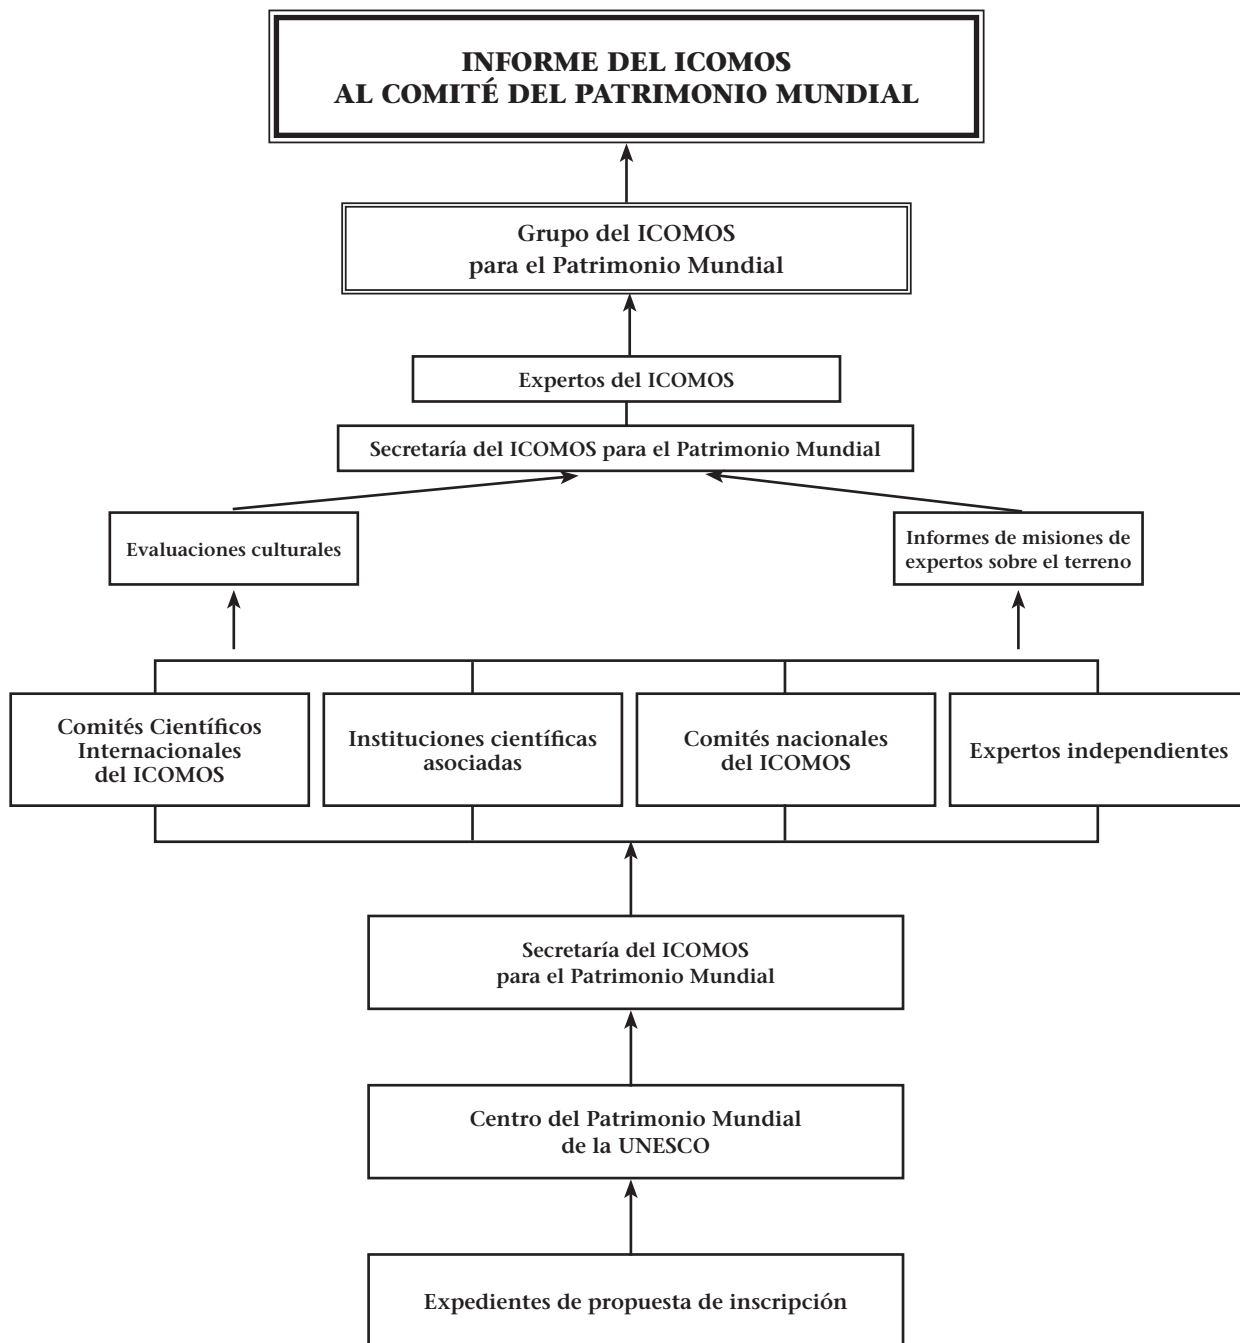 INFORME DEL ICOMOS
AL COMITÉ DEL PATRIMONIO MUNDIAL
Grupo del ICOMOS
para el Patrimonio Mundial
Expertos del ICOMOS
Secretaría del ICOMOS para el Patrimonio Mundial
Evaluaciones culturales
Informes de misiones de
expertos sobre el terreno
Comités Científicos
Internacionales
del ICOMOS
Instituciones científicas
asociadas
Comités nacionales
del ICOMOS
Expertos independientes
Secretaría del ICOMOS
para el Patrimonio Mundial
Centro del Patrimonio Mundial
de la UNESCO
Expedientes de propuesta de inscripción